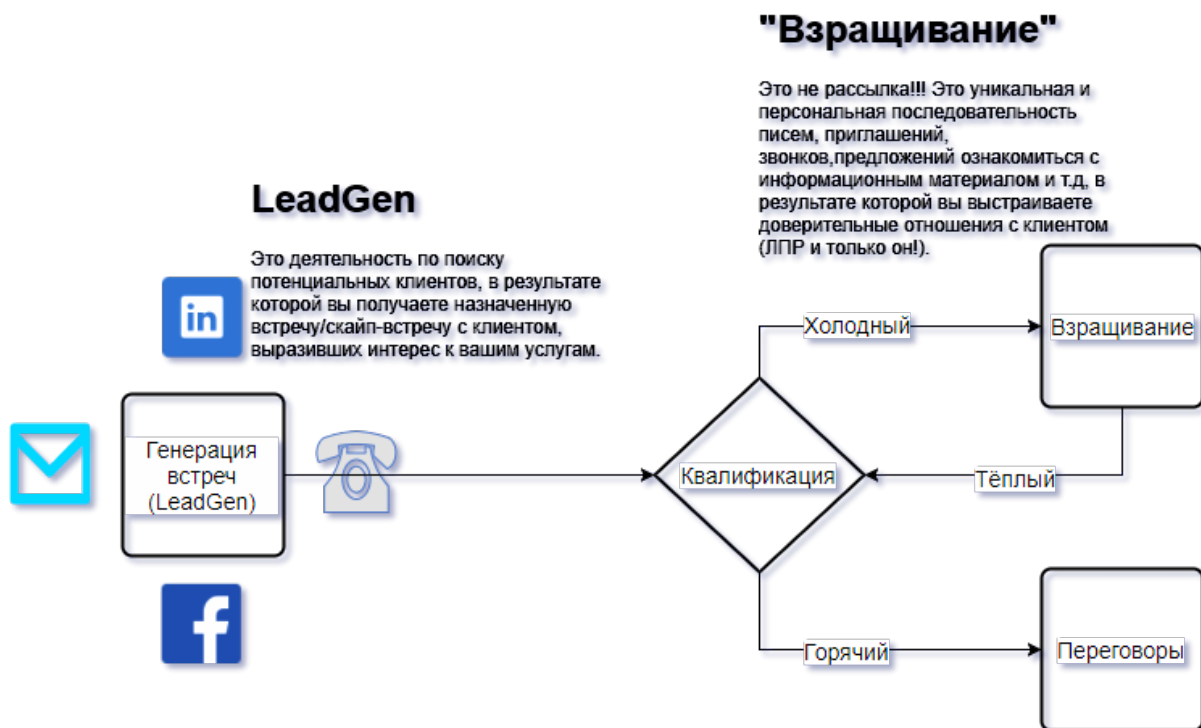 "Взращивание"
Это не рассылка!!! Это уникальная и
персональная последовательность
писем, приглашений,
звонков,предложений ознакомиться с
информационным материалом и т.д, в
результате которой вы выстраиваете
доверительные отношения с клиентом
(ЛПР и только он!).
LeadGen
Это деятельность по поиску
потенциальных клиентов, в результате
которой вы получаете назначенную
встречу/скайп-встречу с клиентом,
выразивших интерес к вашим услугам.
in
Холодный
Взращивание
Генерация
встреч
(LeadGen)
Квалификация
Тёплый
f
Горячий
Переговоры